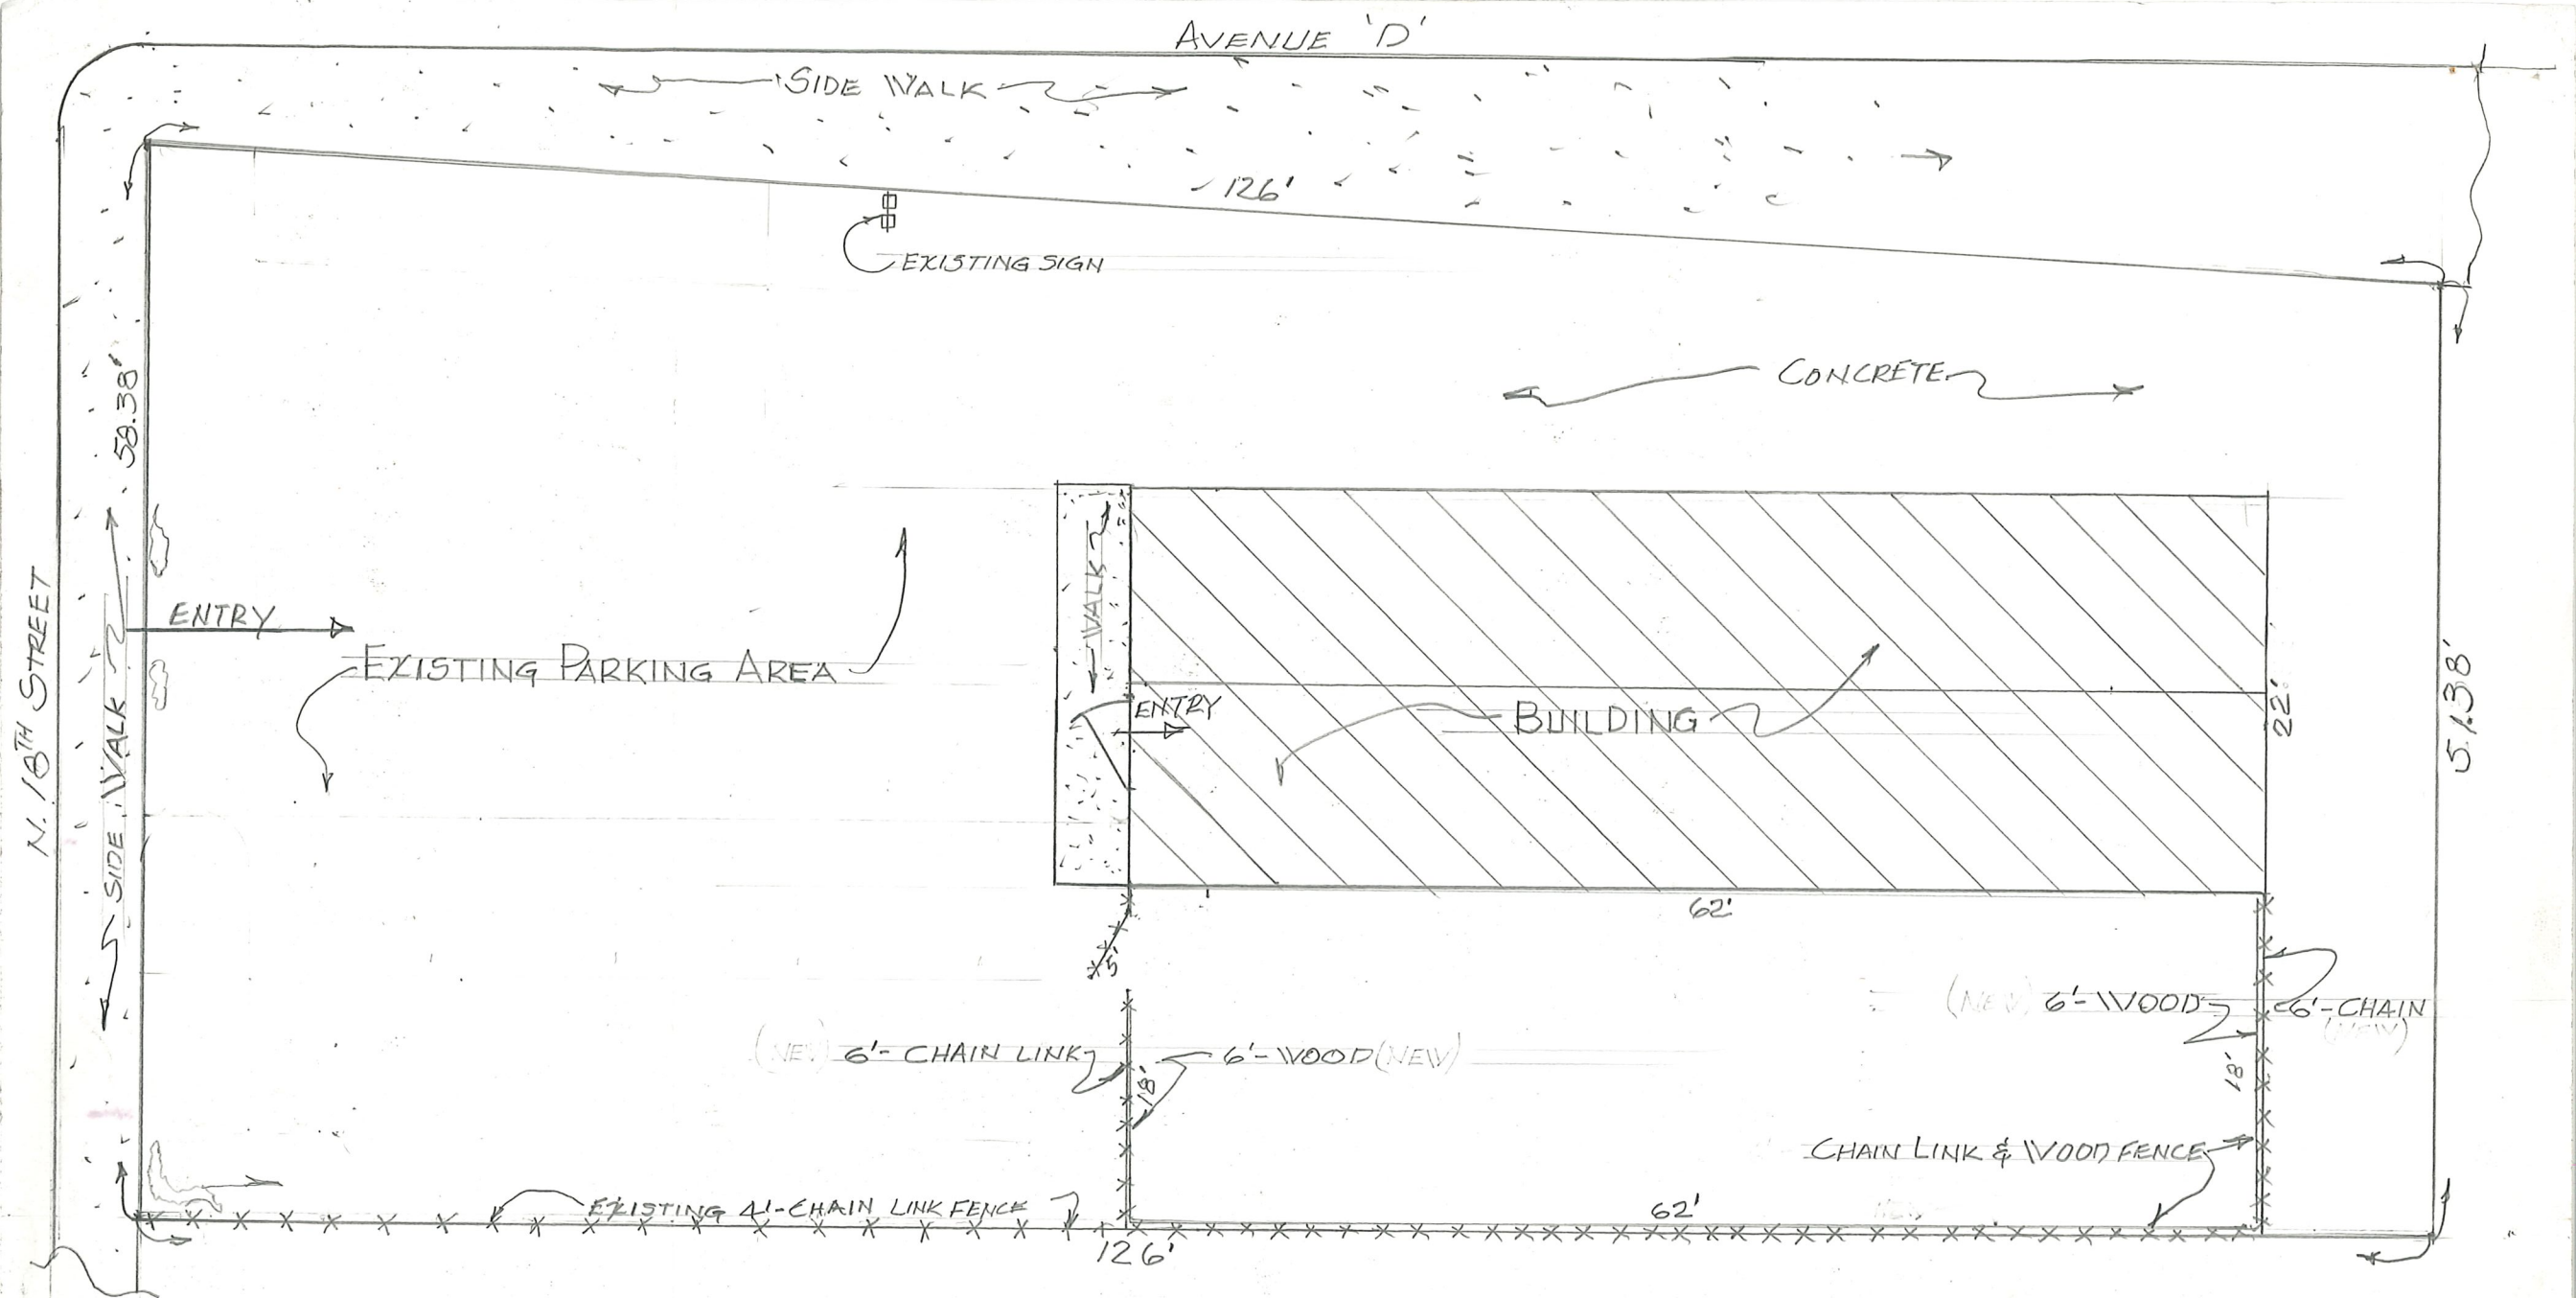 AVENUE 'D'
SIDE WALK
126'
EXISTING SIGN
58.38'
CONCRETE
N. 18TH STREET
SIDE WALK
ENTRY
EXISTING PARKING AREA
WALK
ENTRY
BUILDING
22'
51.38'
62'
5'
(NEW) 6'- WOOD
6'- CHAIN
(NEW)
(NEW) 6'- CHAIN LINK
6'- WOOD (NEW)
18'
18'
CHAIN LINK & WOOD FENCE
EXISTING 4'- CHAIN LINK FENCE
62'
126'